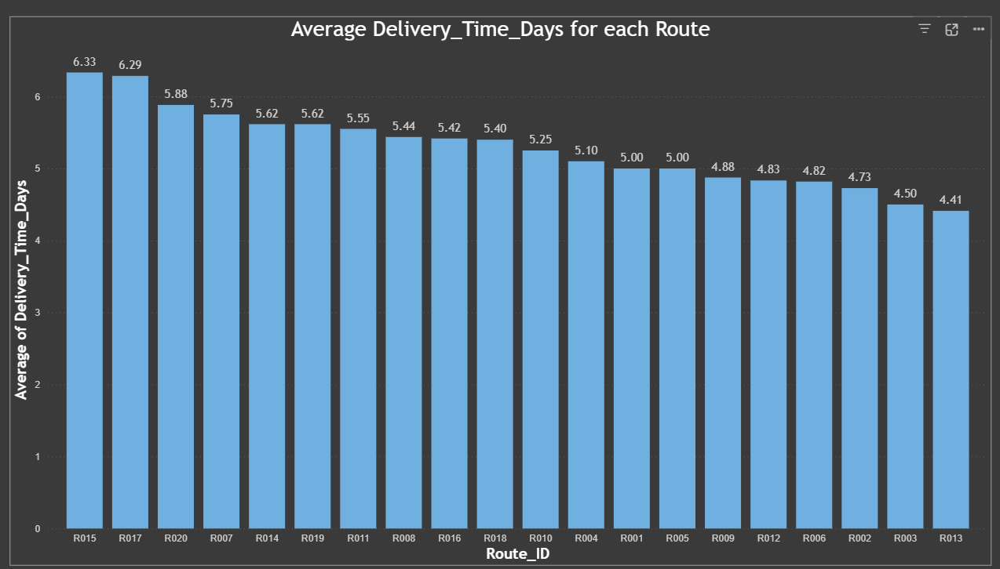 Average Delivery_Time_Days for each Route
6.33 6.29 5.88 5.75 5.62 5.62 5.55 5.44 5.42 5.40 5.25 5.10 5.00 5.00 4.88 4.83 4.82 4.73 4.50 4.41
Average of Delivery_Time_Days
6
5
4
3
2
1
0
R015 R017 R020 R007 R014 R019 R011 R008 R016 R018 R010 R004 R001 R005 R009 R012 R006 R002 R003 R013
Route_ID